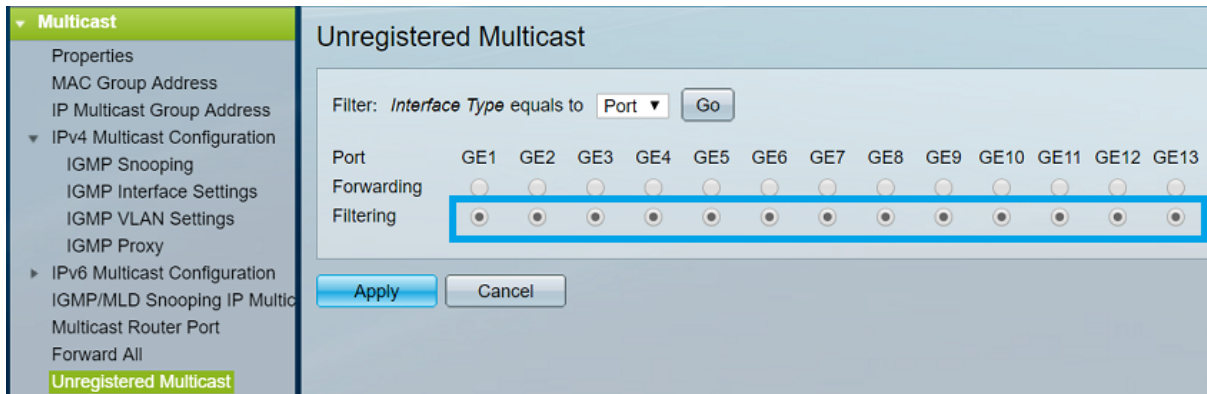 Multicast
Properties
MAC Group Address
IP Multicast Group Address
IPv4 Multicast Configuration
IGMP Snooping
IGMP Interface Settings
IGMP VLAN Settings
IGMP Proxy
IPv6 Multicast Configuration
IGMP/MLD Snooping IP Multic
Multicast Router Port
Forward All
Unregistered Multicast
Unregistered Multicast
Filter: Interface Type equals to Port Go
Port GE1 GE2 GE3 GE4 GE5 GE6 GE7 GE8 GE9 GE10 GE11 GE12 GE13
Forwarding
Filtering
Apply Cancel